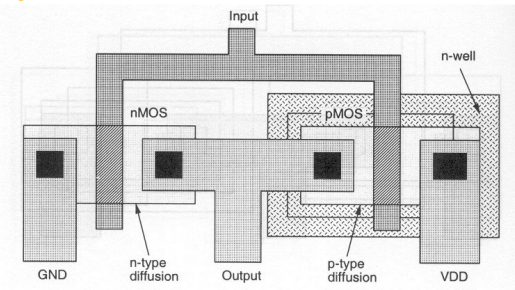 Input
n-well
nMOS
pMOS
n-type
diffusion
p-type
diffusion
GND
Output
VDD